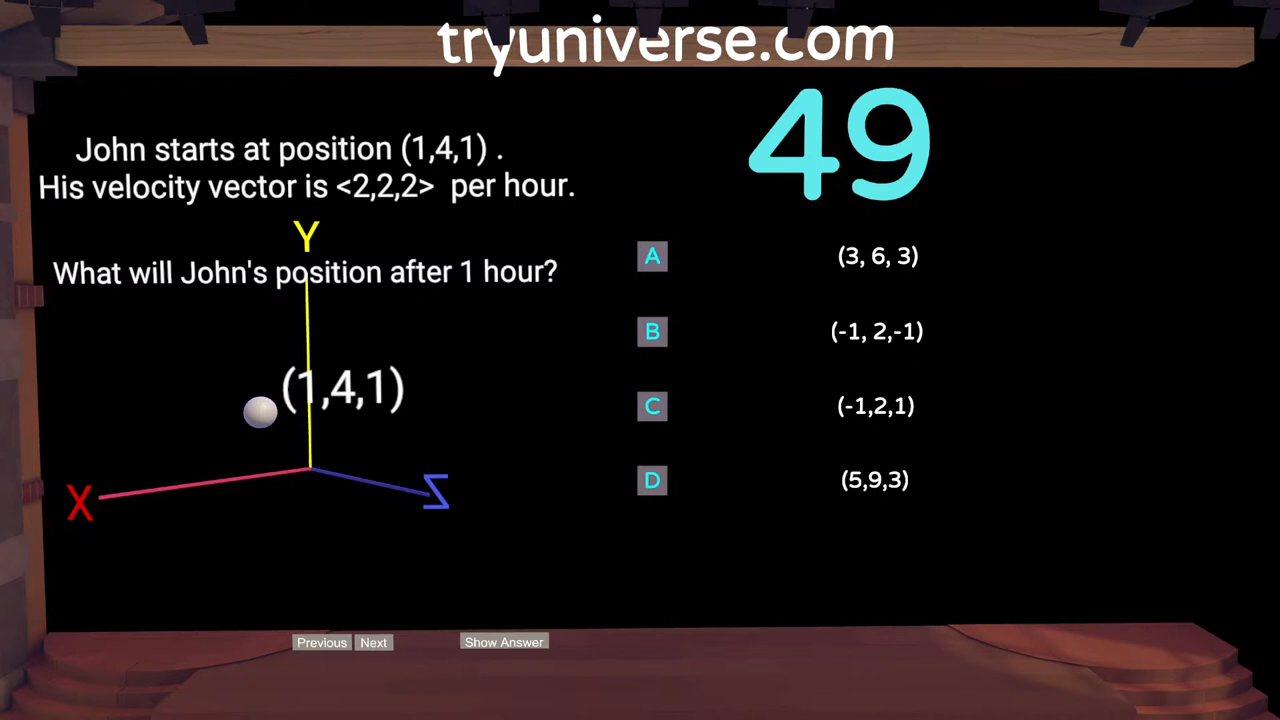 tryuniverse.com
49
John starts at position (1,4,1) .
His velocity vector is <2,2,2> per hour.
Y
What will John's position after 1 hour?
(1,4,1)
X
Z
A (3, 6, 3)
B (-1, 2,-1)
C (-1,2,1)
D (5,9,3)
Previous Next Show Answer